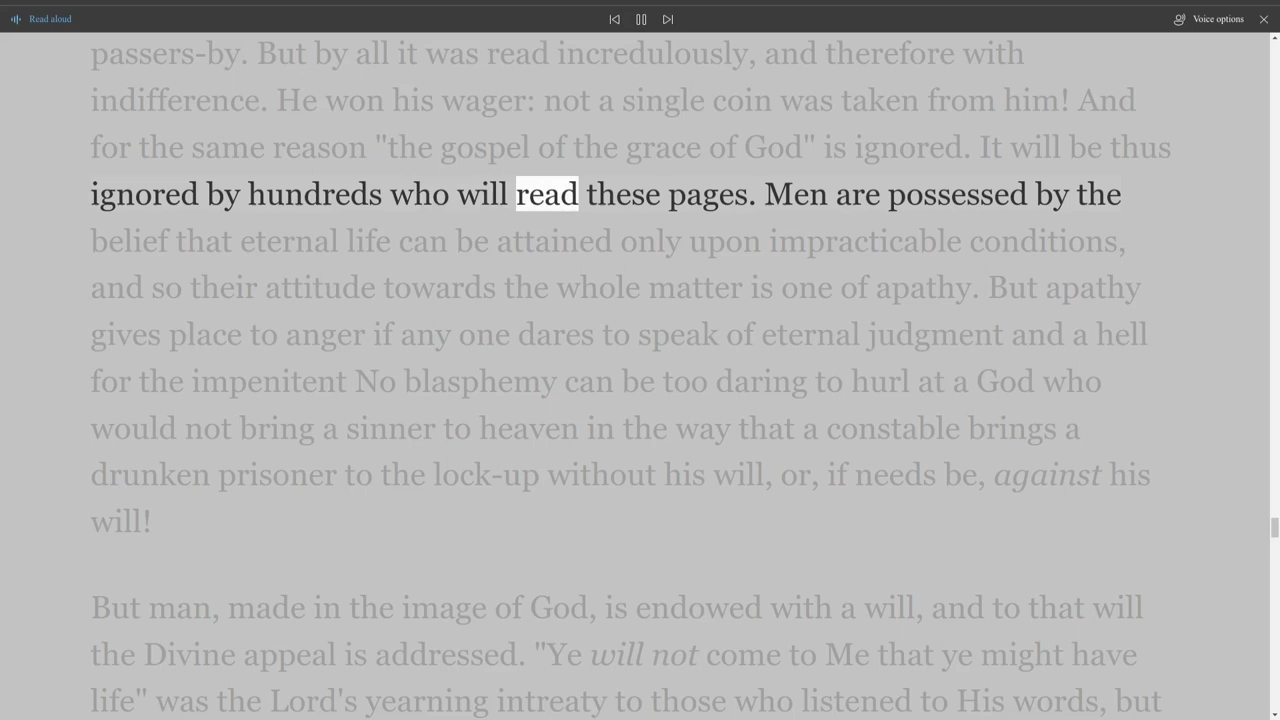 Read aloud
Voice options
passers-by. But by all it was read incredulously, and therefore with
indifference. He won his wager: not a single coin was taken from him! And
for the same reason "the gospel of the grace of God" is ignored. It will be thus
ignored by hundreds who will read these pages. Men are possessed by the
belief that eternal life can be attained only upon impracticable conditions,
and so their attitude towards the whole matter is one of apathy. But apathy
gives place to anger if any one dares to speak of eternal judgment and a hell
for the impenitent No blasphemy can be too daring to hurl at a God who
would not bring a sinner to heaven in the way that a constable brings a
drunken prisoner to the lock-up without his will, or, if needs be, against his
will!
But man, made in the image of God, is endowed with a will, and to that will
the Divine appeal is addressed. "Ye will not come to Me that ye might have
life" was the Lord's yearning intreaty to those who listened to His words, but